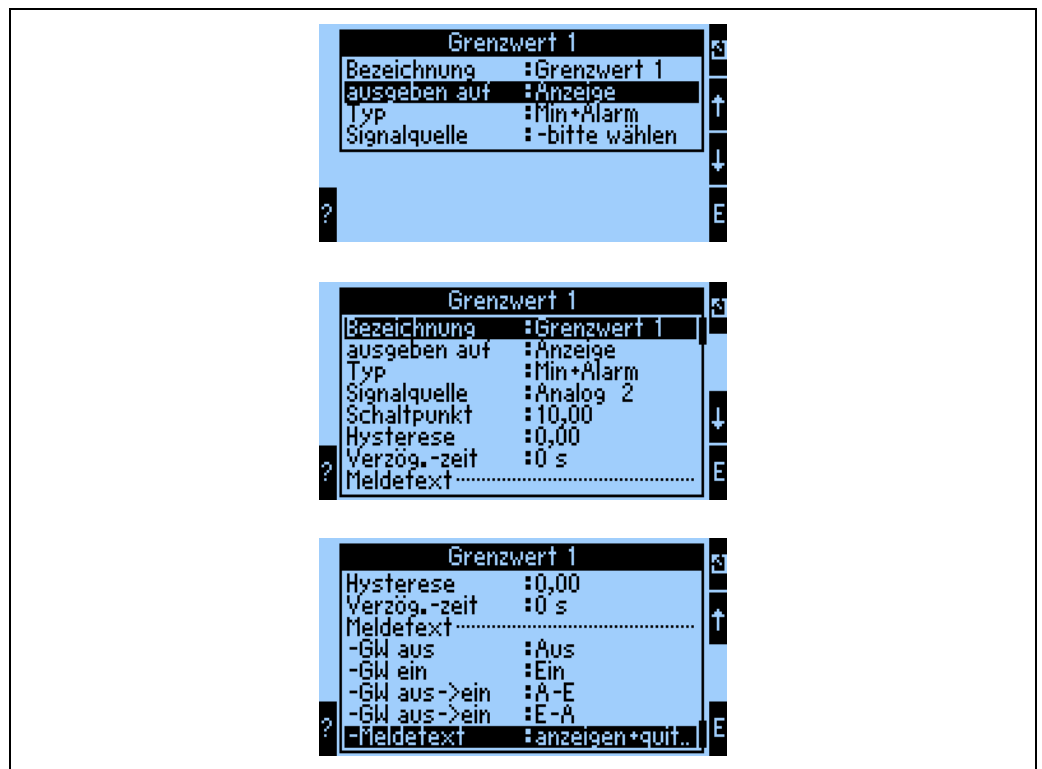 Grenzwert 1
Bezeichnung :Grenzwert 1
ausgeben auf :Anzeige
Typ :Min+Alarm
Signalquelle :-bitte wählen
↑
↓
? E
Grenzwert 1
Bezeichnung :Grenzwert 1
ausgeben auf :Anzeige
Typ :Min+Alarm
Signalquelle :Analog 2
Schaltpunkt :10,00
Hysterese :0,00
Verzög.-zeit :0 s
Meldetext
↓
? E
Grenzwert 1
Hysterese :0,00
Verzög.-zeit :0 s
Meldetext
-GW aus :Aus
-GW ein :Ein
-GW aus->ein :A-E
-GW aus->ein :E-A
-Meldetext :anzeigen+quit..
↑
? E